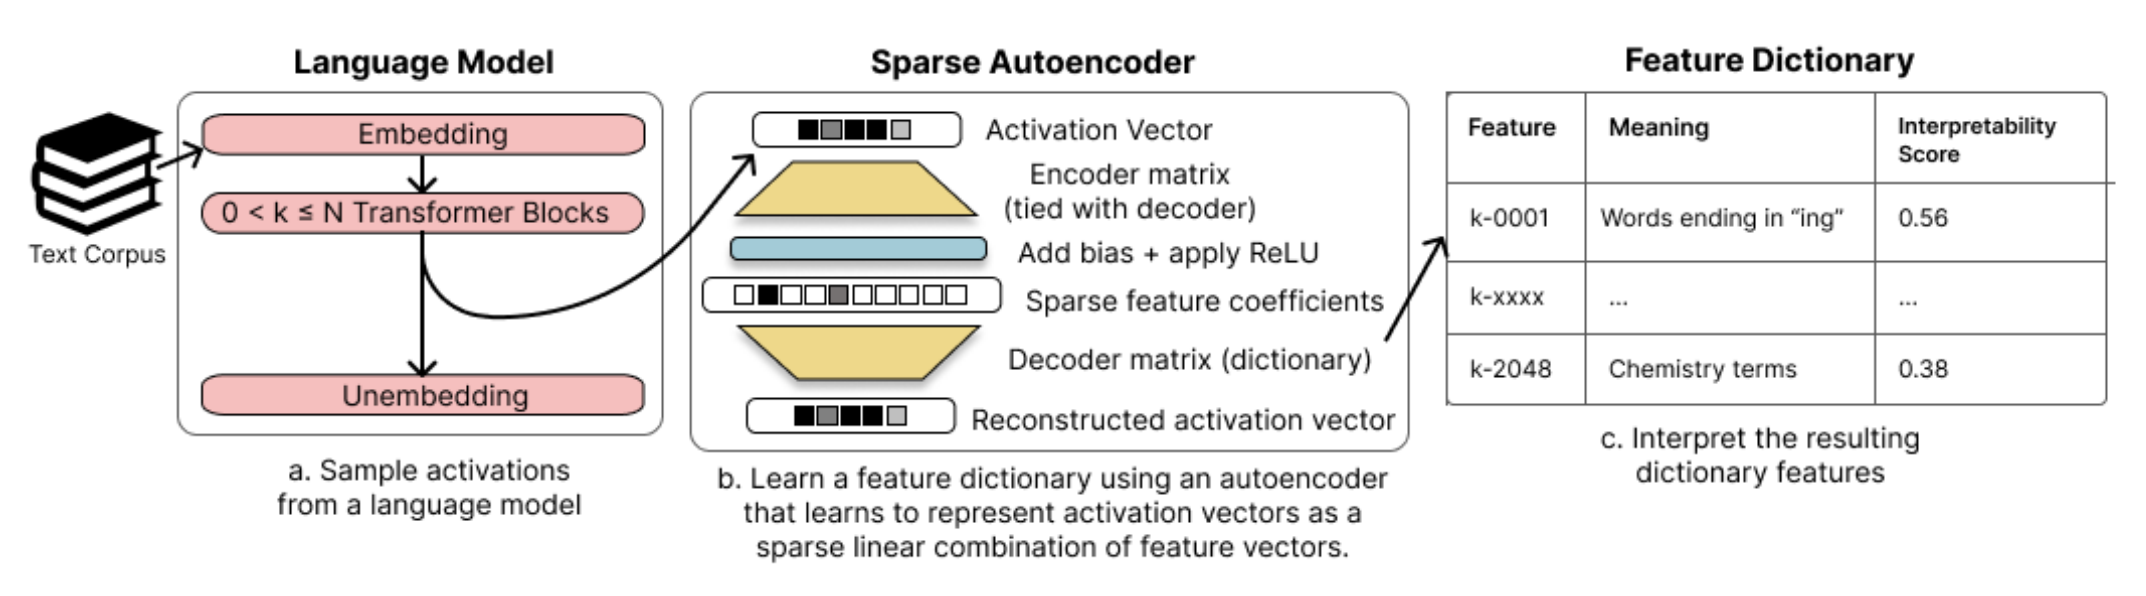 Language Model
Text Corpus
Embedding
0 < k ≤ N Transformer Blocks
Unembedding
a. Sample activations
from a language model
Sparse Autoencoder
Activation Vector
Encoder matrix
(tied with decoder)
Add bias + apply ReLU
Sparse feature coefficients
Decoder matrix (dictionary)
Reconstructed activation vector
b. Learn a feature dictionary using an autoencoder
that learns to represent activation vectors as a
sparse linear combination of feature vectors.
Feature Dictionary
Feature Meaning Interpretability
Score
k-0001 Words ending in “ing” 0.56
k-xxxx ... ...
k-2048 Chemistry terms 0.38
c. Interpret the resulting
dictionary features